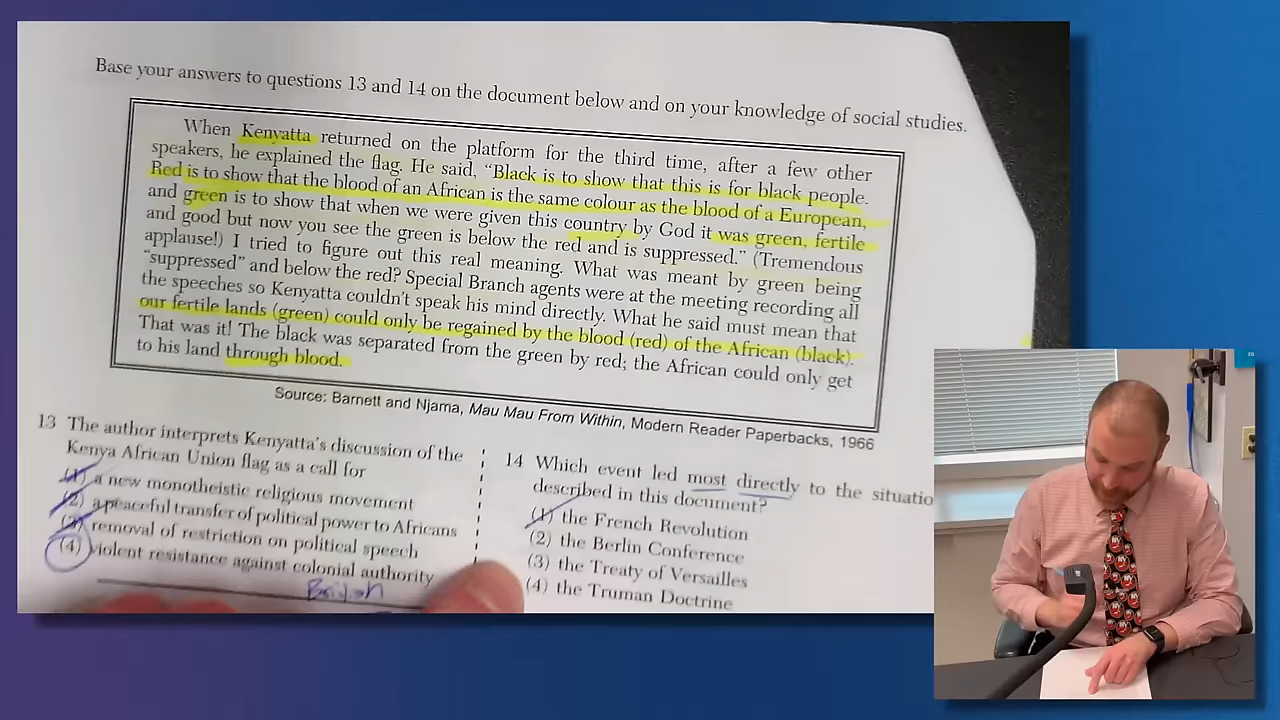 Base your answers to questions 13 and 14 on the document below and on your knowledge of social studies.
When Kenyatta returned on the platform for the third time, after a few other
speakers, he explained the flag. He said, “Black is to show that this is for black people.
Red is to show that the blood of an African is the same colour as the blood of a European,
and green is to show that when we were given this country by God it was green, fertile
and good but now you see the green is below the red and is suppressed.” (Tremendous
applause!) I tried to figure out this real meaning. What was meant by green being
“suppressed” and below the red? Special Branch agents were at the meeting recording all
the speeches so Kenyatta couldn’t speak his mind directly. What he said must mean that
our fertile lands (green) could only be regained by the blood (red) of the African (black).
That was it! The black was separated from the green by red; the African could only get
to his land through blood.
Source: Barnett and Njama, Mau Mau From Within, Modern Reader Paperbacks, 1966
13 The author interprets Kenyatta’s discussion of the
Kenya African Union flag as a call for
(1) a new monotheistic religious movement
(2) a peaceful transfer of political power to Africans
(3) removal of restriction on political speech
(4) violent resistance against colonial authority
British
14 Which event led most directly to the situatio
described in this document?
(1) the French Revolution
(2) the Berlin Conference
(3) the Treaty of Versailles
(4) the Truman Doctrine